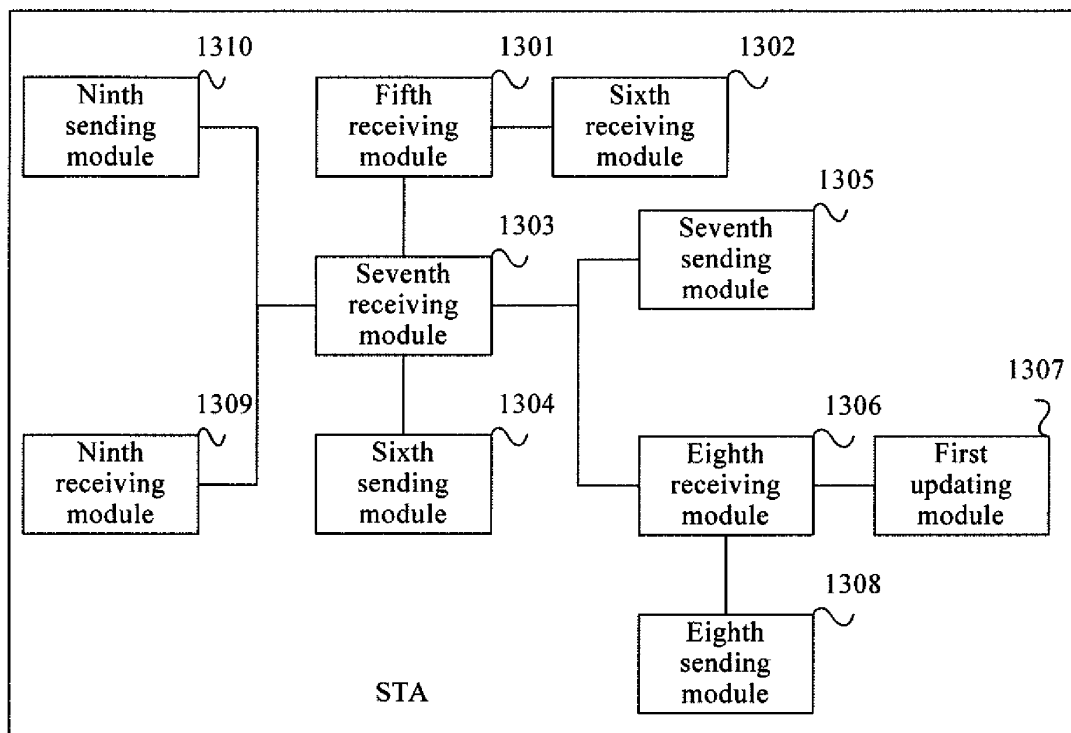 1310
1301
1302
Ninth
sending
module
Fifth
receiving
module
Sixth
receiving
module
1305
Seventh
sending
module
1303
Seventh
receiving
module
1307
1309
1304
1306
Ninth
receiving
module
Sixth
sending
module
Eighth
receiving
module
First
updating
module
1308
Eighth
sending
module
STA